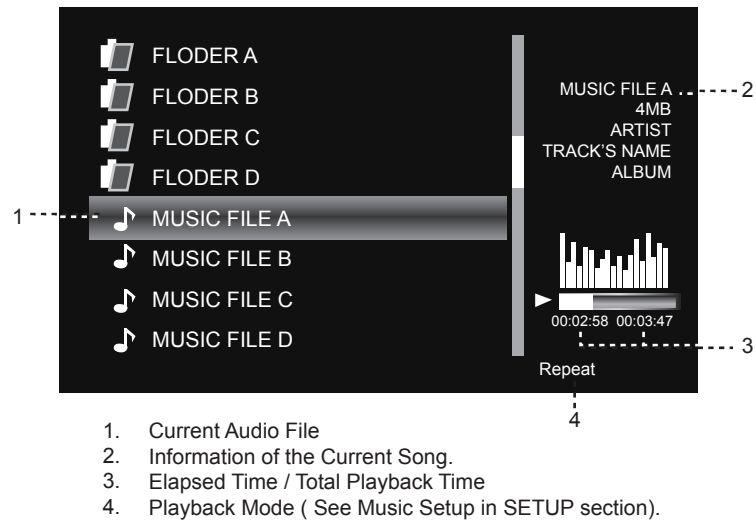 FLODER A
FLODER B
FLODER C
FLODER D
MUSIC FILE A
MUSIC FILE B
MUSIC FILE C
MUSIC FILE D
MUSIC FILE A
4MB
ARTIST
TRACK'S NAME
ALBUM
00:02:58 00:03:47
Repeat
1
2
3
4
1. Current Audio File
2. Information of the Current Song.
3. Elapsed Time / Total Playback Time
4. Playback Mode ( See Music Setup in SETUP section).